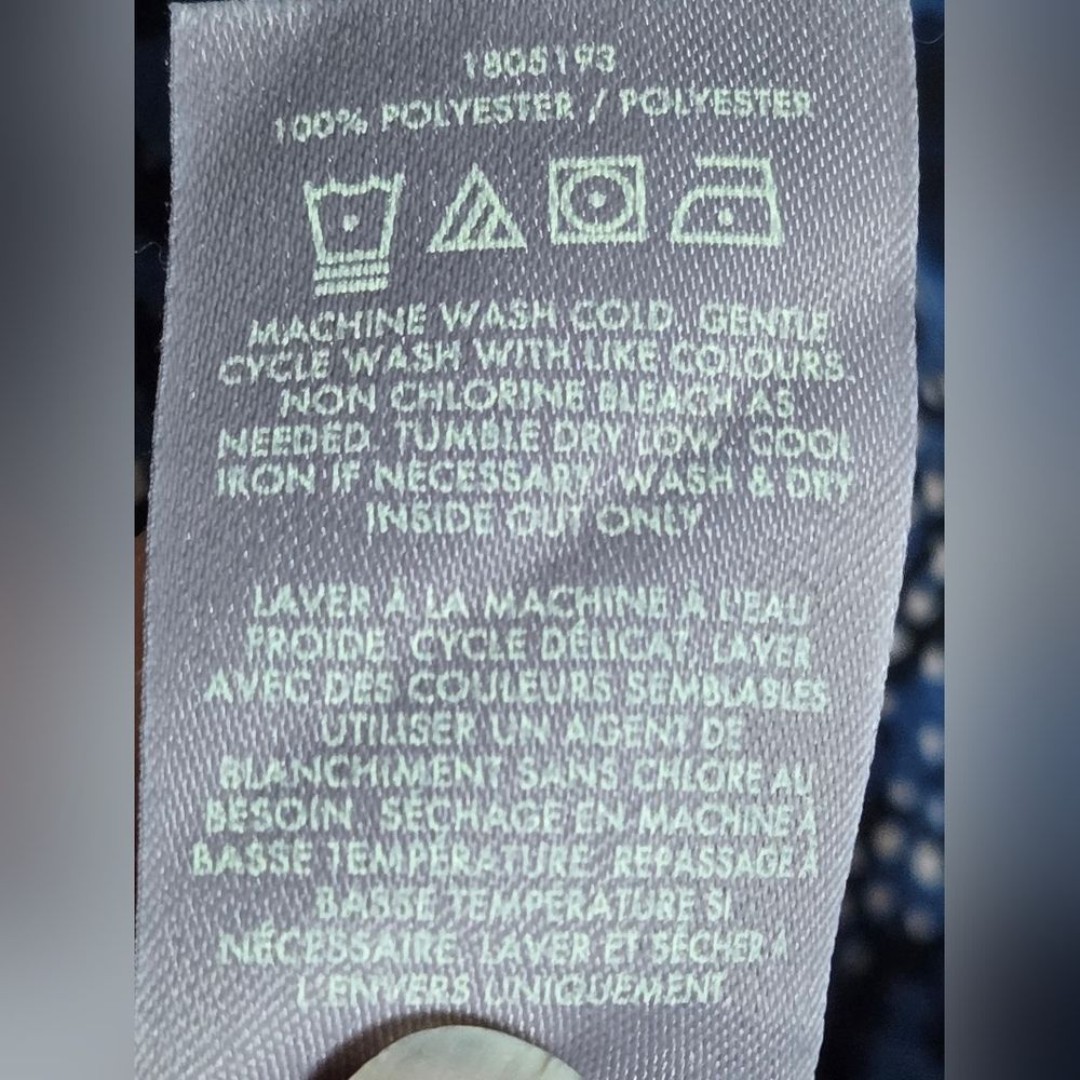 1805193
100% POLYESTER / POLYESTER
MACHINE WASH COLD, GENTLE
CYCLE WASH WITH LIKE COLOURS.
NON CHLORINE BLEACH AS
NEEDED. TUMBLE DRY LOW. COOL
IRON IF NECESSARY. WASH & DRY
INSIDE OUT ONLY
LAVER À LA MACHINE À L'EAU
FROIDE, CYCLE DÉLICAT, LAVER
AVEC DES COULEURS SEMBLABLES
UTILISER UN AGENT DE
BLANCHIMENT SANS CHLORE AU
BESOIN. SÉCHAGE EN MACHINE À
BASSE TEMPÉRATURE. REPASSAGE À
BASSE TEMPÉRATURE SI
NÉCESSAIRE. LAVER ET SÉCHER À
L'ENVERS UNIQUEMENT.